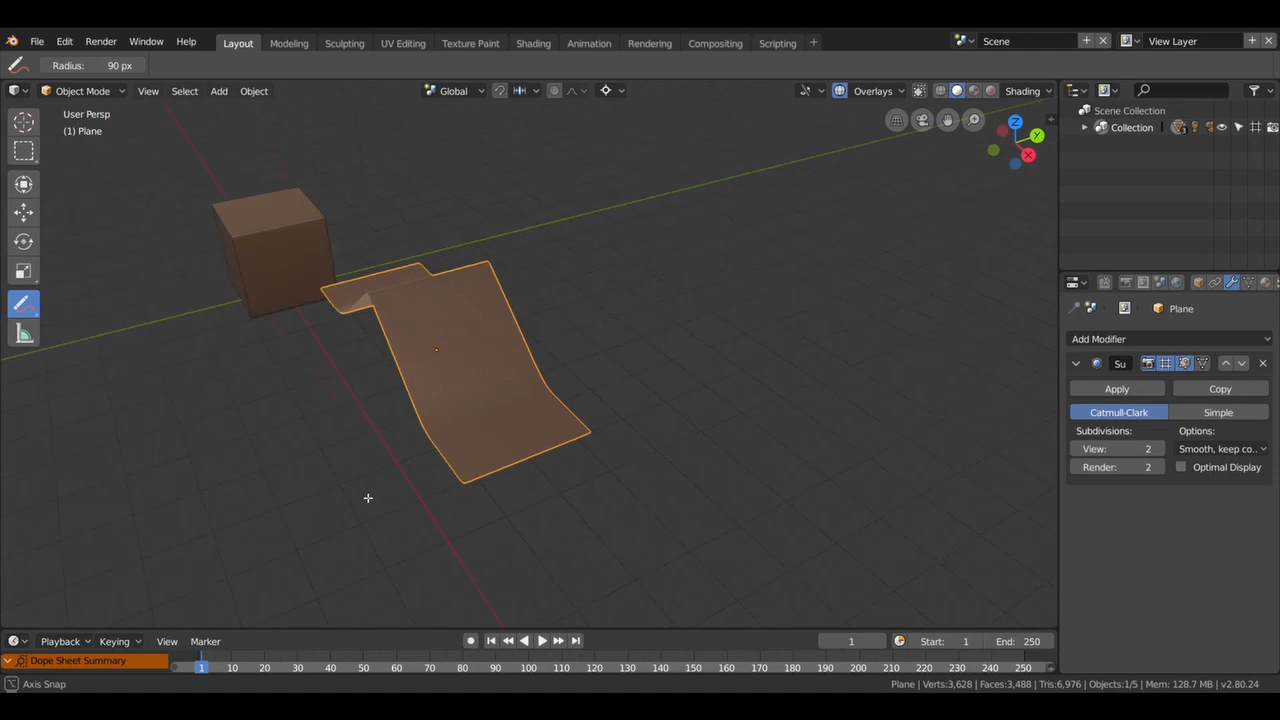 File Edit Render Window Help Layout Modeling Sculpting UV Editing Texture Paint Shading Animation Rendering Compositing Scripting + Scene View Layer
Radius: 90 px
Object Mode View Select Add Object Global Overlays Shading
User Persp
(1) Plane
Z
Y
X
Scene Collection
Collection
Plane
Add Modifier
Su
Apply Copy
Catmull-Clark Simple
Subdivisions: Options:
View: 2 Smooth, keep co..
Render: 2 Optimal Display
Playback Keying View Marker 1 Start: 1 End: 250
Dope Sheet Summary 1 10 20 30 40 50 60 70 80 90 100 110 120 130 140 150 160 170 180 190 200 210 220 230 240 250
Axis Snap Plane | Verts:3,628 | Faces:3,488 | Tris:6,976 | Objects:1/5 | Mem: 128.7 MB | v2.80.24